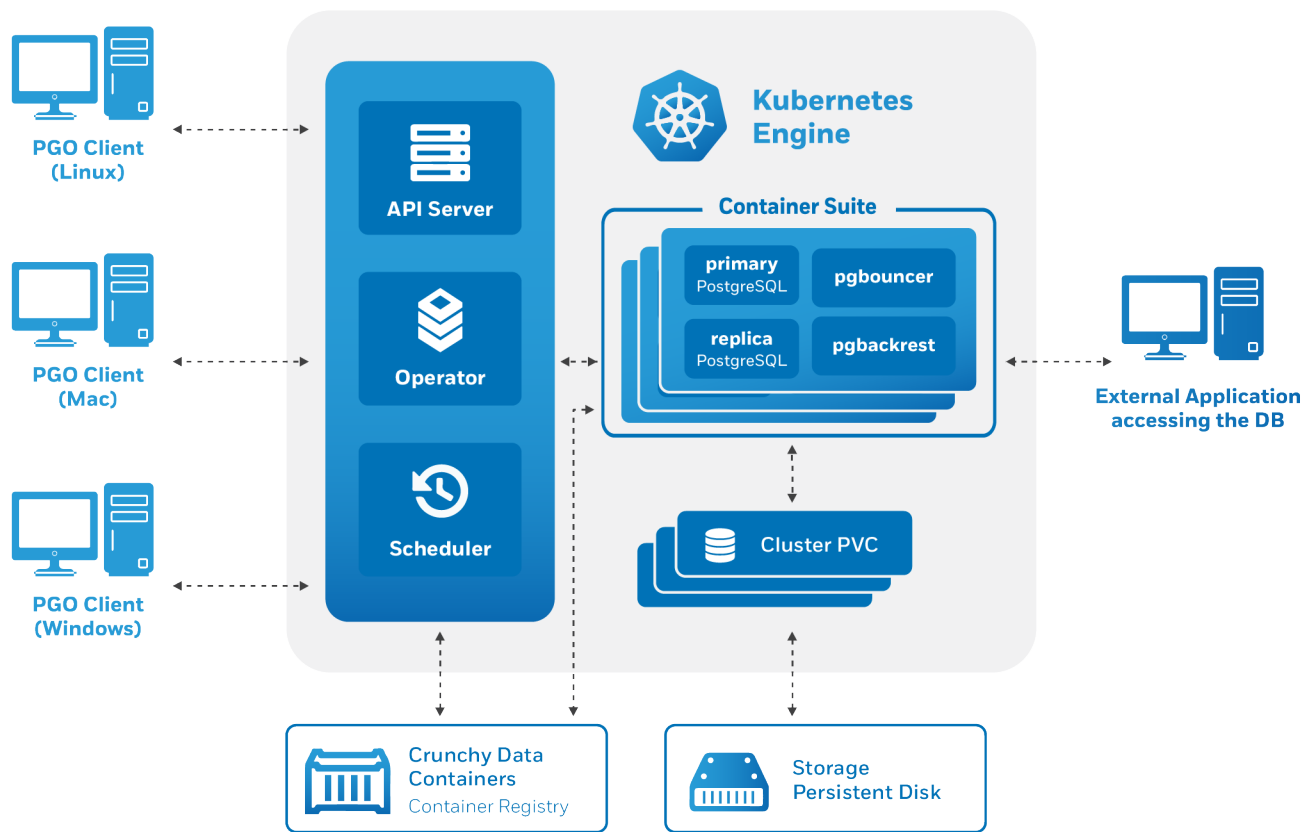 PGO Client
(Linux)
PGO Client
(Mac)
PGO Client
(Windows)
API Server
Operator
Scheduler
Kubernetes
Engine
Container Suite
primary
PostgreSQL
pgbouncer
replica
PostgreSQL
pgbackrest
Cluster PVC
External Application
accessing the DB
Crunchy Data
Containers
Container Registry
Storage
Persistent Disk